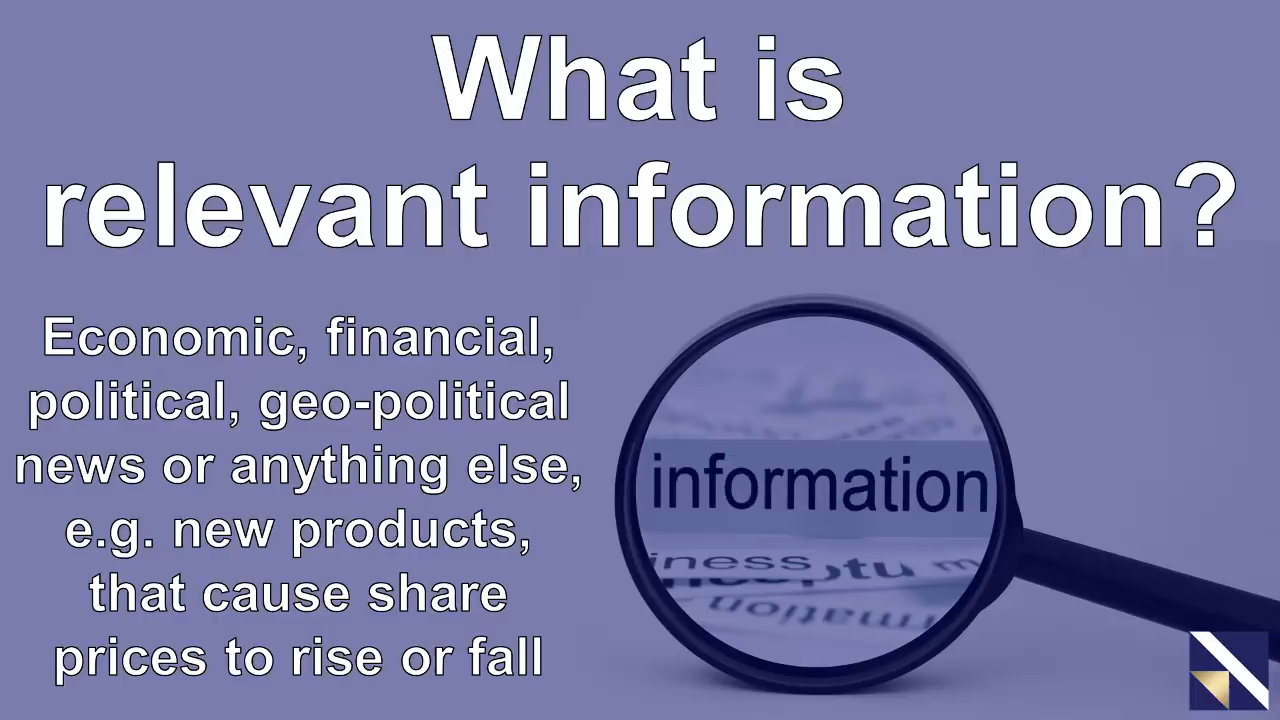 What is
relevant information?
Economic, financial,
political, geo-political
news or anything else,
e.g. new products,
that cause share
prices to rise or fall
information
iness